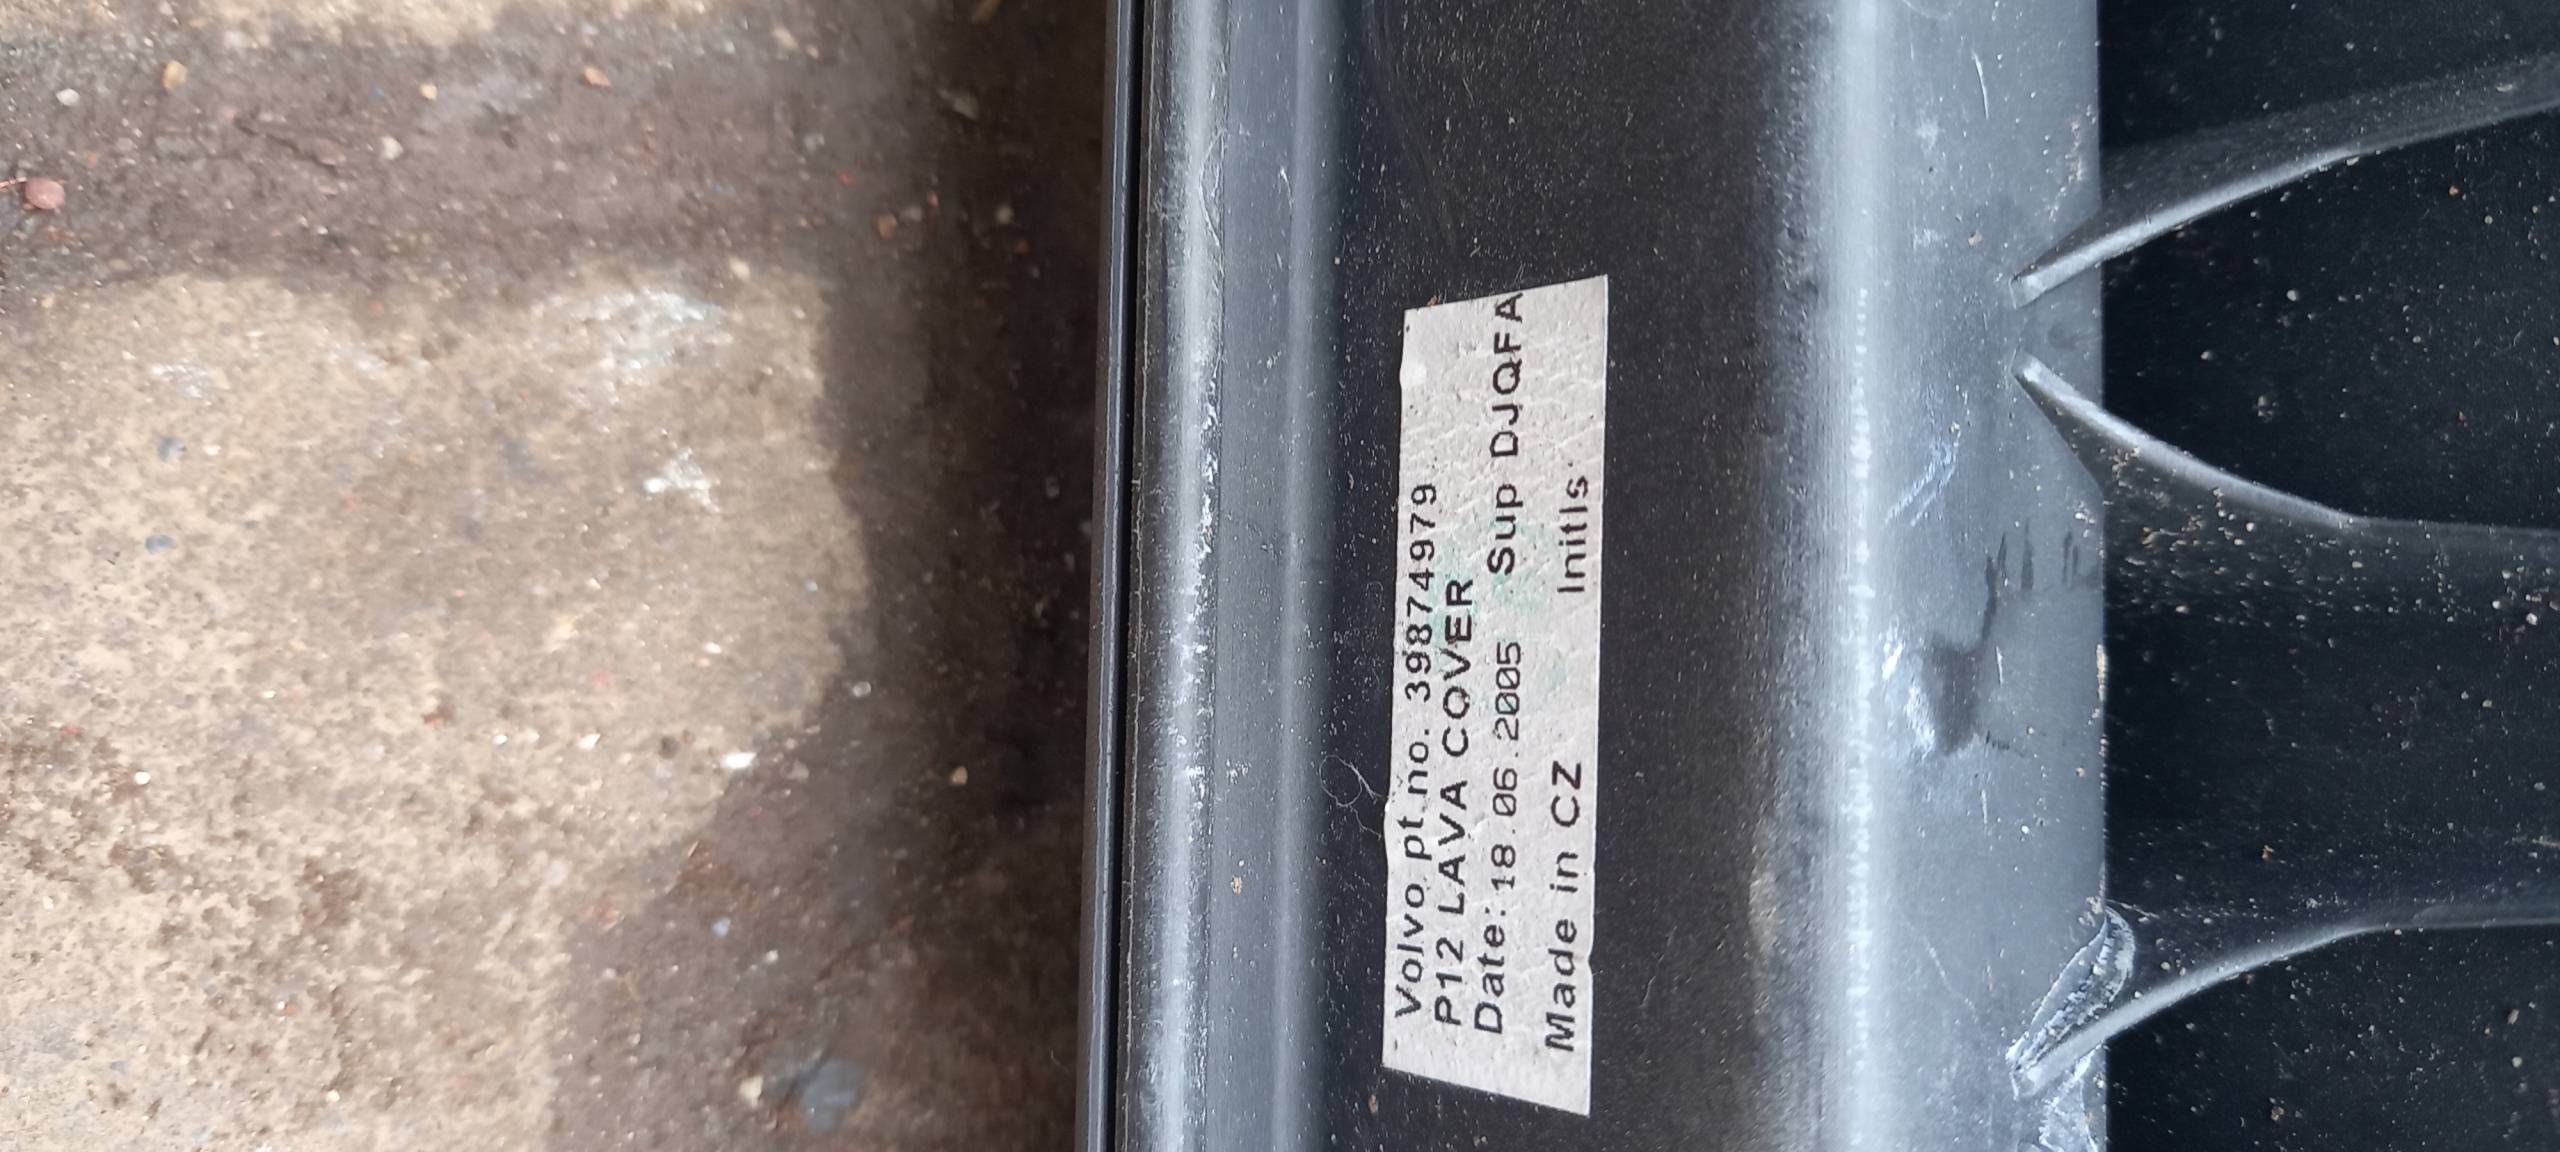 Volvo pt.no. 39874979
P12 LAVA COVER
Date: 18.06.2005 Sup DJQFA
Made in CZ Initls